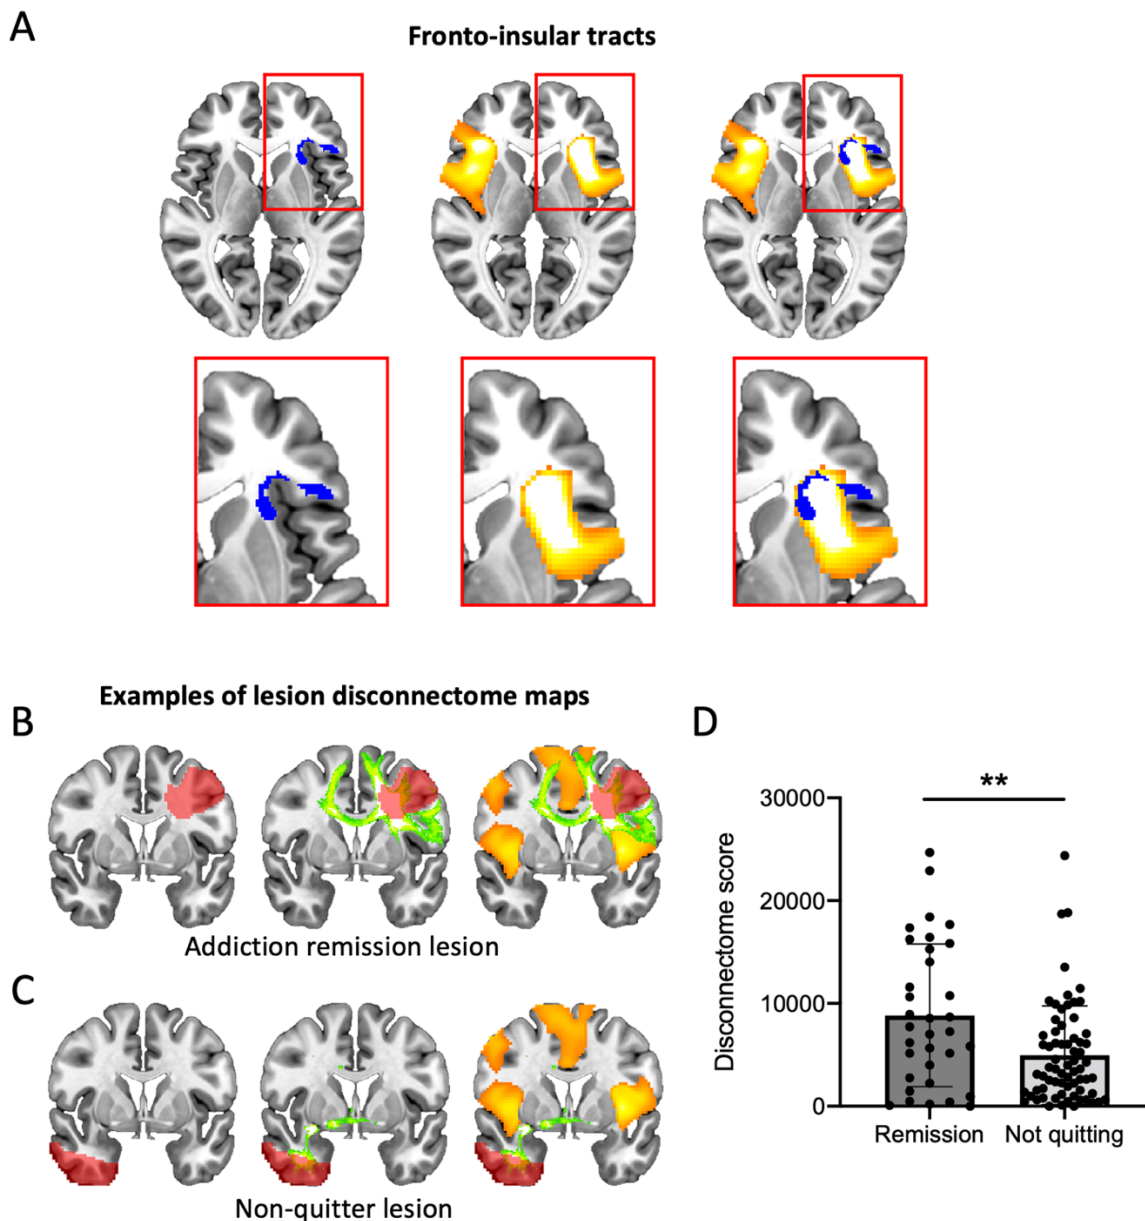 A
Fronto-insular tracts
Examples of lesion disconnectome maps
B
Addiction remission lesion
C
Non-quitter lesion
D
**
Disconnectome score
30000
20000
10000
0
Remission
Not quitting